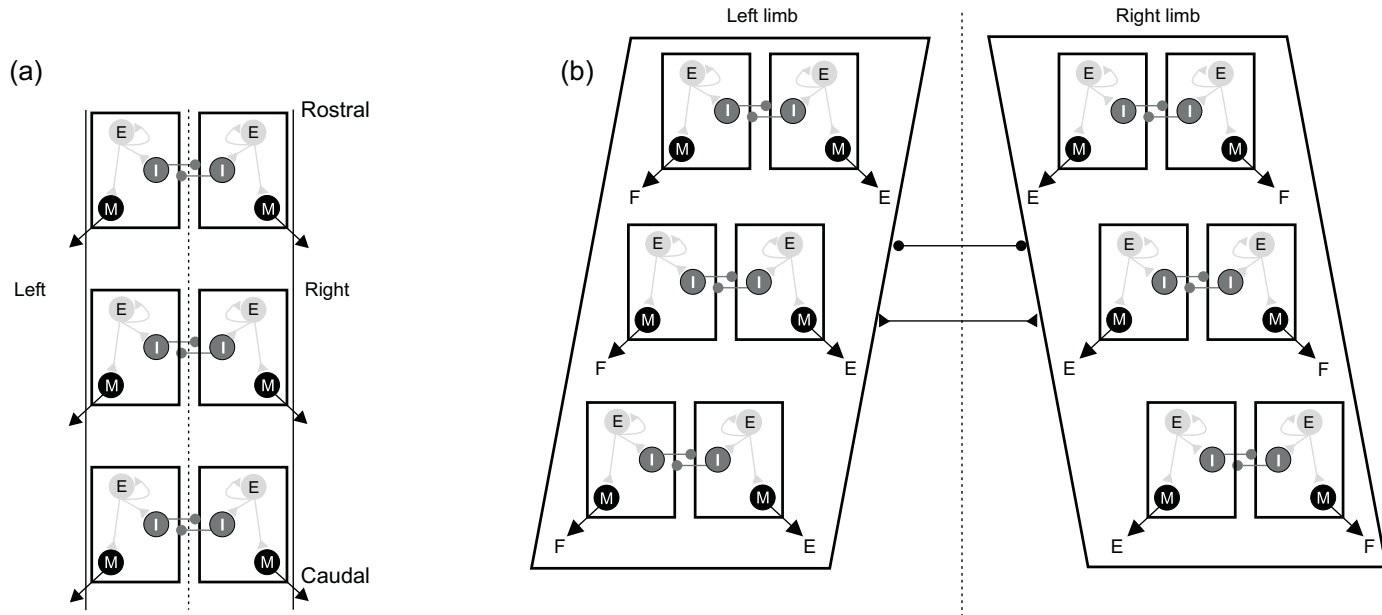 Left limb
Right limb
(a)
(b)
Rostral
E E
I I
M M
Left
Right
E E
I I
M M
E E
I I
M M
Caudal
E E E E
I I I I
M M M M
F E E F
E E E E
I I I I
M M M M
F E E F
E E E E
I I I I
M M M M
F E E F